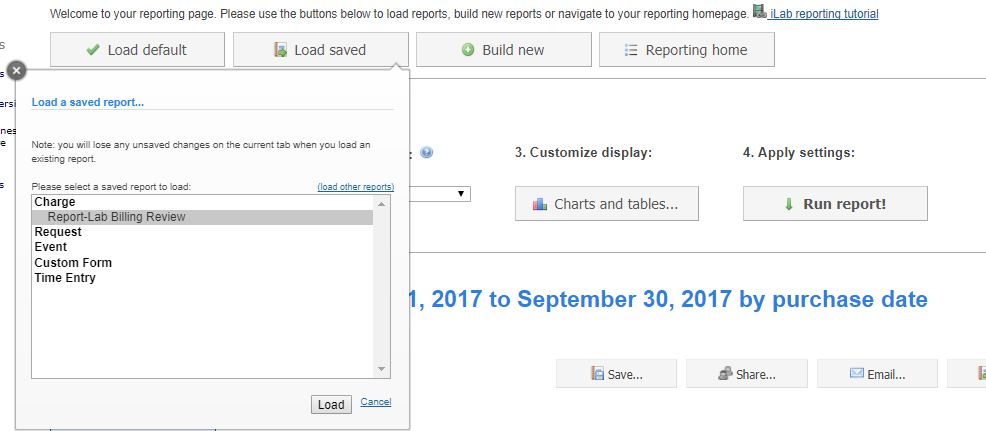 Welcome to your reporting page. Please use the buttons below to load reports, build new reports or navigate to your reporting homepage. iLab reporting tutorial
Load default
Load saved
Build new
Reporting home
Load a saved report...
Note: you will lose any unsaved changes on the current tab when you load an
existing report.
Please select a saved report to load:
(load other reports)
Charge
Report-Lab Billing Review
Request
Event
Custom Form
Time Entry
Load
Cancel
3. Customize display:
4. Apply settings:
Charts and tables...
Run report!
1, 2017 to September 30, 2017 by purchase date
Save...
Share...
Email...